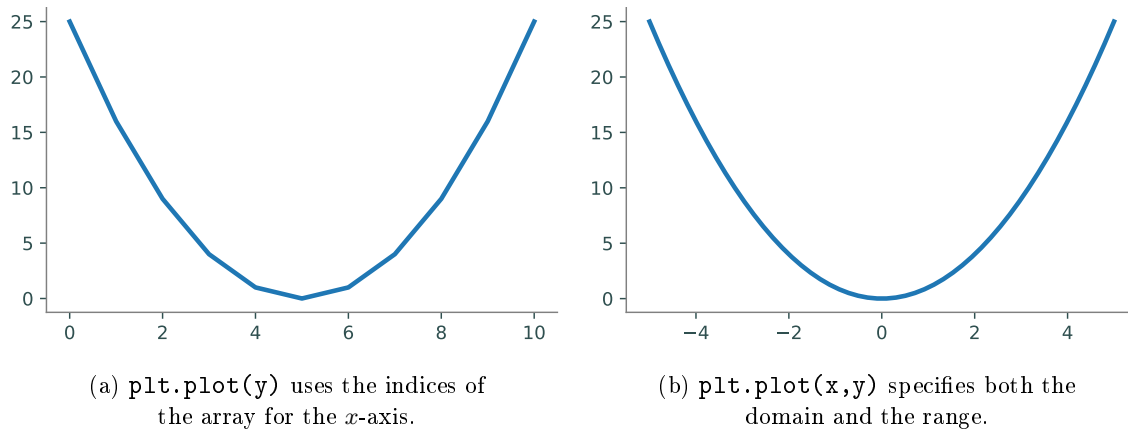 25
20
15
10
5
0
0 2 4 6 8 10
(a) plt.plot(y) uses the indices of
the array for the x-axis.
25
20
15
10
5
0
−4 −2 0 2 4
(b) plt.plot(x,y) specifies both the
domain and the range.